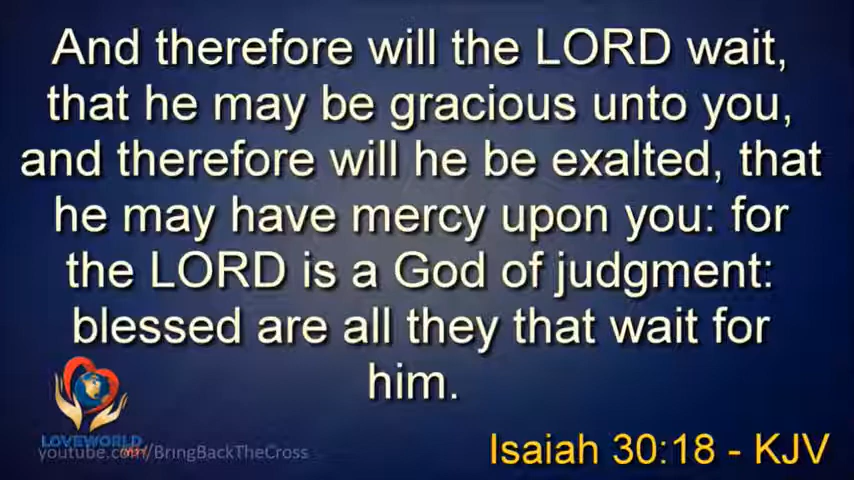 And therefore will the LORD wait,
that he may be gracious unto you,
and therefore will he be exalted, that
he may have mercy upon you: for
the LORD is a God of judgment:
blessed are all they that wait for
him.
LOVEWORLD
youtube.com/BringBackTheCross
Isaiah 30:18 - KJV